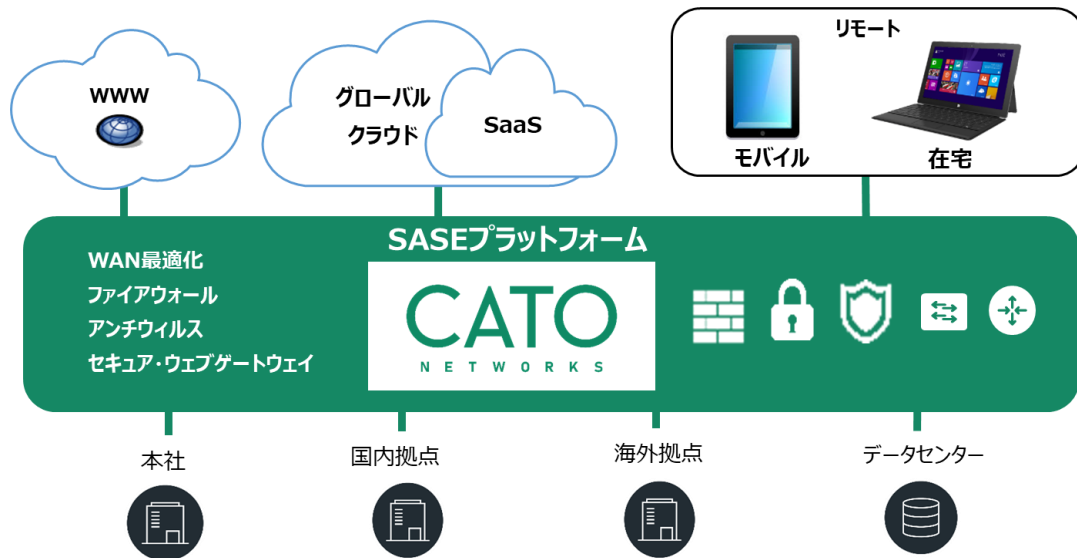 WWW
グローバル
クラウド
SaaS
リモート
モバイル
在宅
SASEプラットフォーム
WAN最適化
ファイアウォール
アンチウィルス
セキュア・ウェブゲートウェイ
CATO
NETWORKS
本社
国内拠点
海外拠点
データセンター